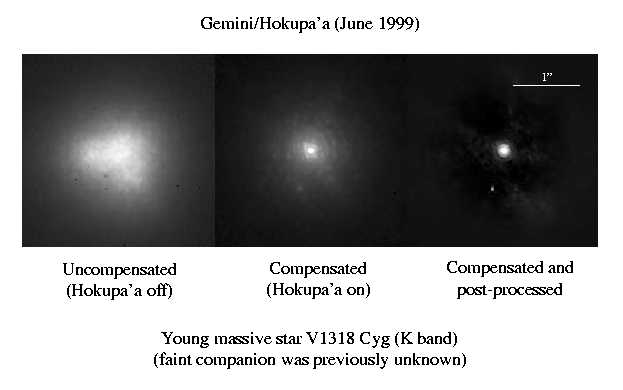 Gemini/Hokupa'a (June 1999)
1"
Uncompensated
(Hokupa'a off)
Compensated
(Hokupa'a on)
Compensated and
post-processed
Young massive star V1318 Cyg (K band)
(faint companion was previously unknown)